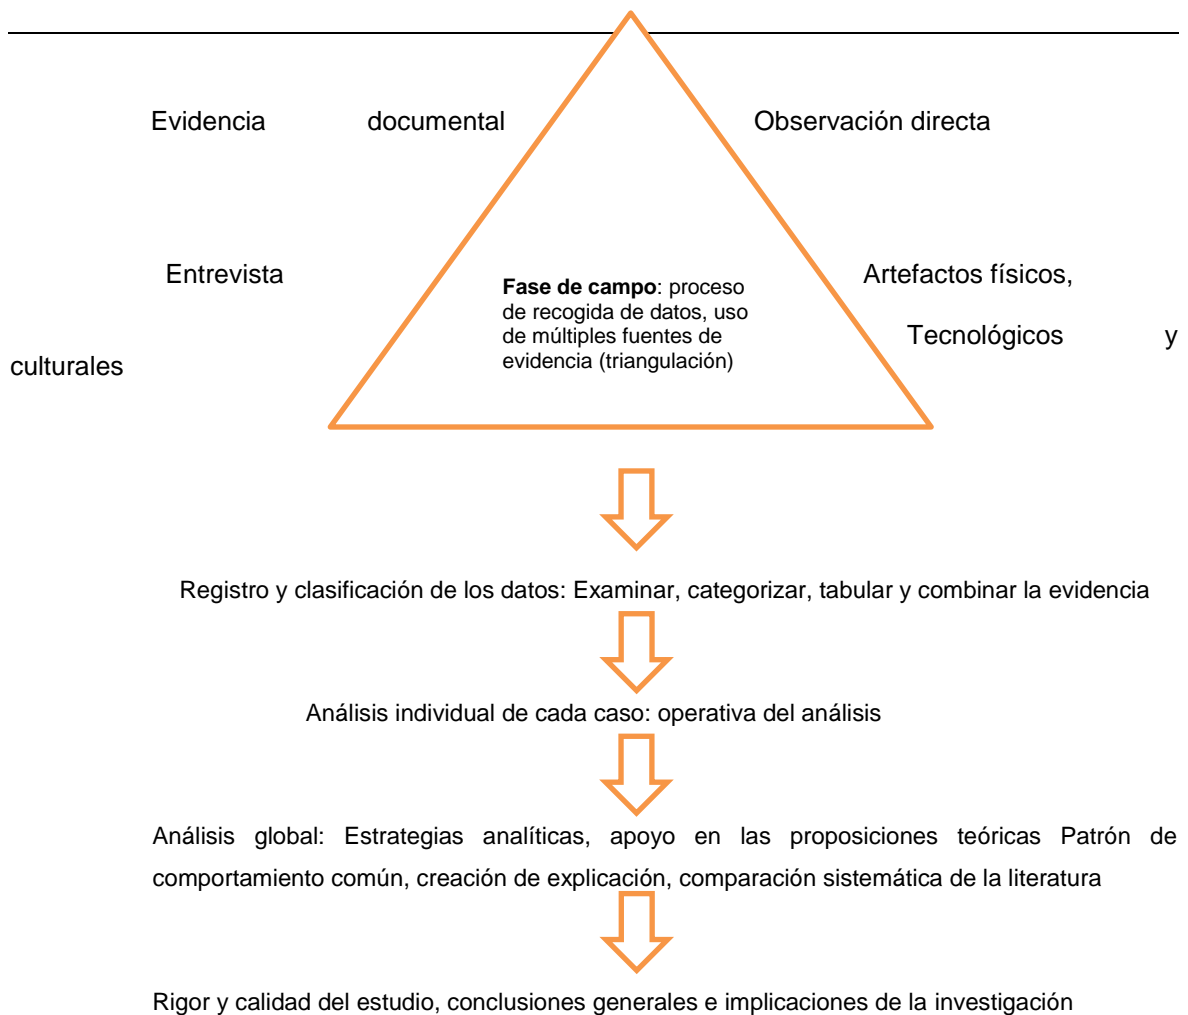 Evidencia documental
Observación directa
Entrevista
Artefactos físicos,
Fase de campo: proceso
de recogida de datos, uso
de múltiples fuentes de
evidencia (triangulación)
Tecnológicos y
culturales
Registro y clasificación de los datos: Examinar, categorizar, tabular y combinar la evidencia
Análisis individual de cada caso: operativa del análisis
Análisis global: Estrategias analíticas, apoyo en las proposiciones teóricas Patrón de
comportamiento común, creación de explicación, comparación sistemática de la literatura
Rigor y calidad del estudio, conclusiones generales e implicaciones de la investigación